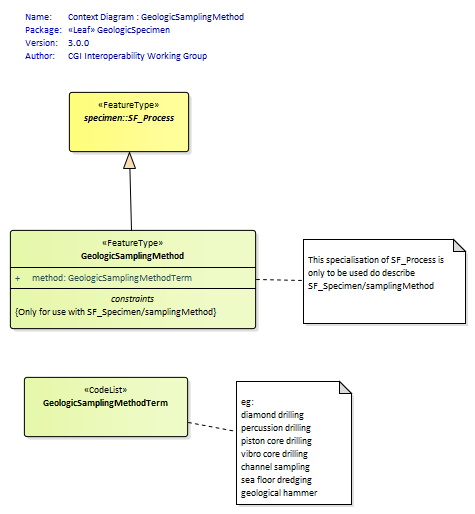 Name: Context Diagram : GeologicSamplingMethod
Package: «Leaf» GeologicSpecimen
Version: 3.0.0
Author: CGI Interoperability Working Group
«FeatureType»
specimen::SF_Process
«FeatureType»
GeologicSamplingMethod
+ method: GeologicSamplingMethodTerm
constraints
{Only for use with SF_Specimen/samplingMethod}
This specialisation of SF_Process is
only to be used do describe
SF_Specimen/samplingMethod
«CodeList»
GeologicSamplingMethodTerm
eg:
diamond drilling
percussion drilling
piston core drilling
vibro core drilling
channel sampling
sea floor dredging
geological hammer